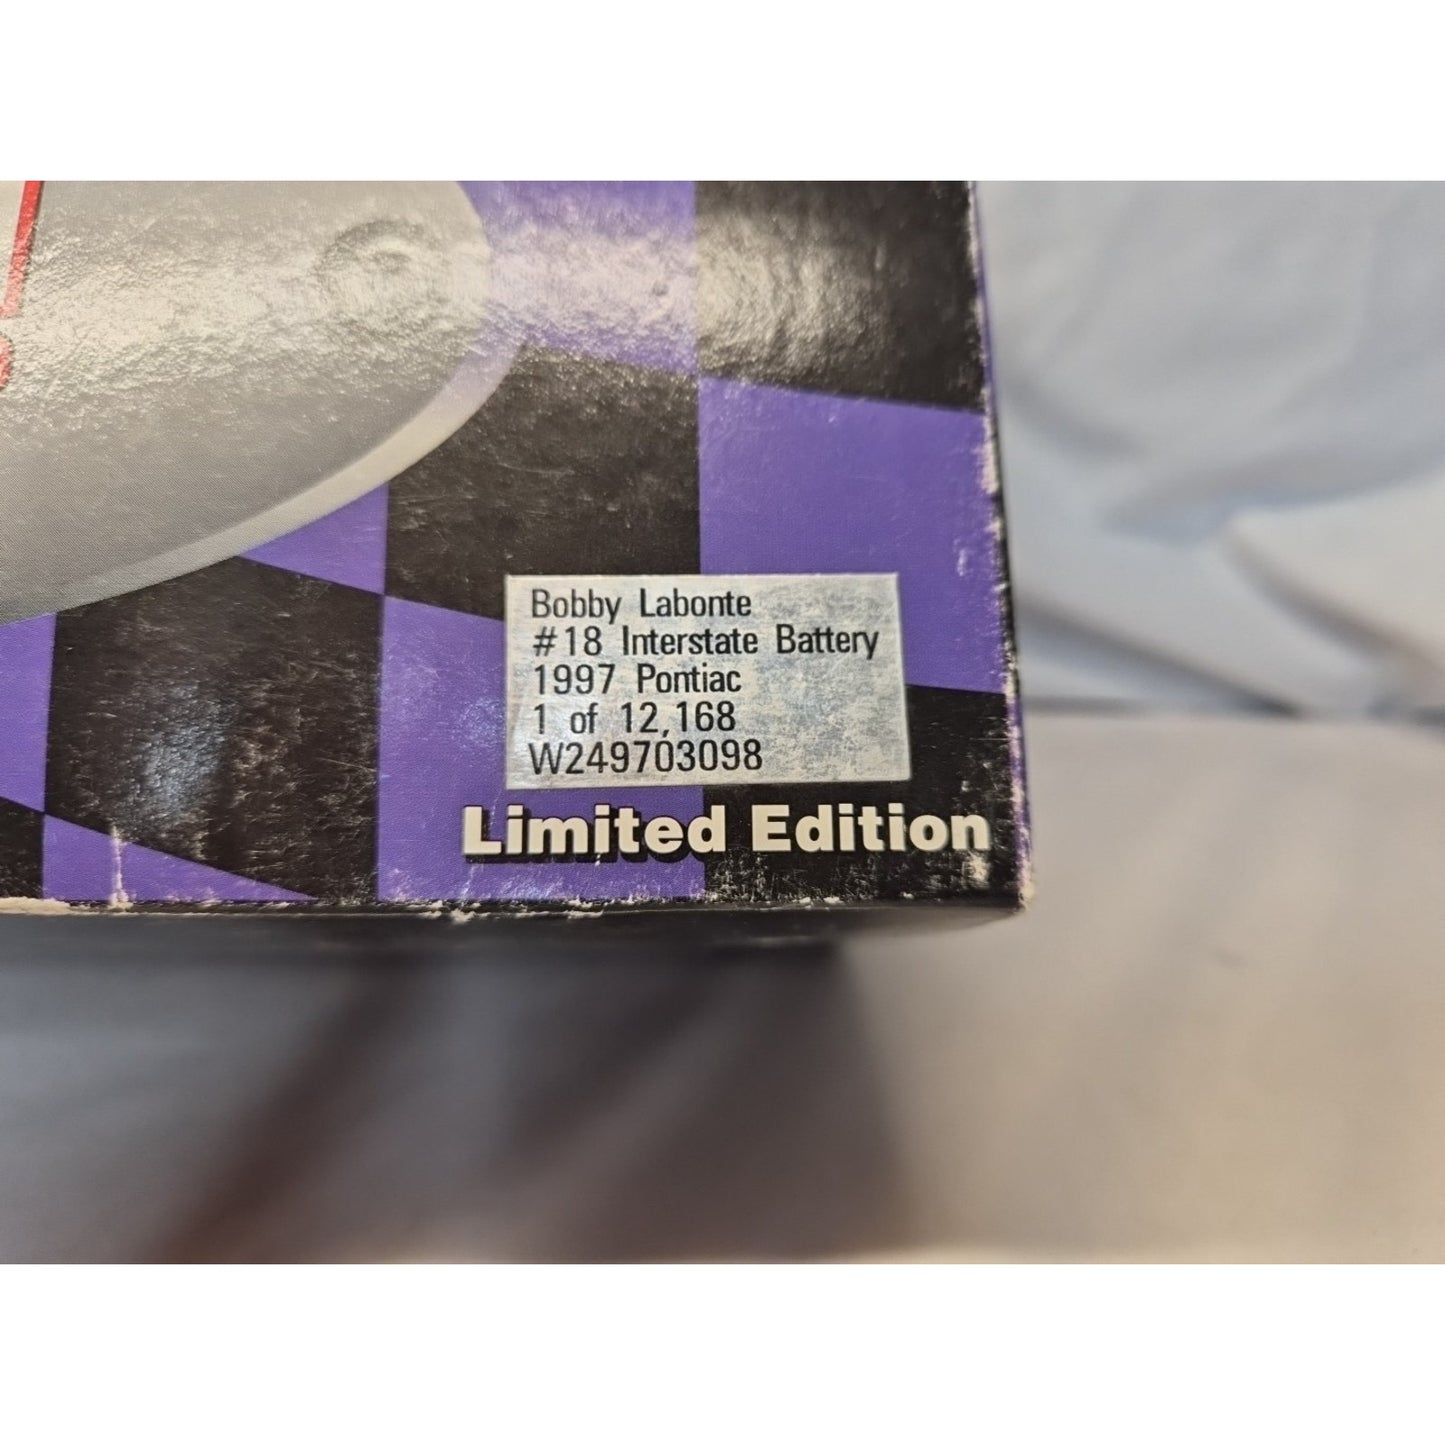 Bobby Labonte
#18 Interstate Battery
1997 Pontiac
1 of 12,168
W249703098
Limited Edition